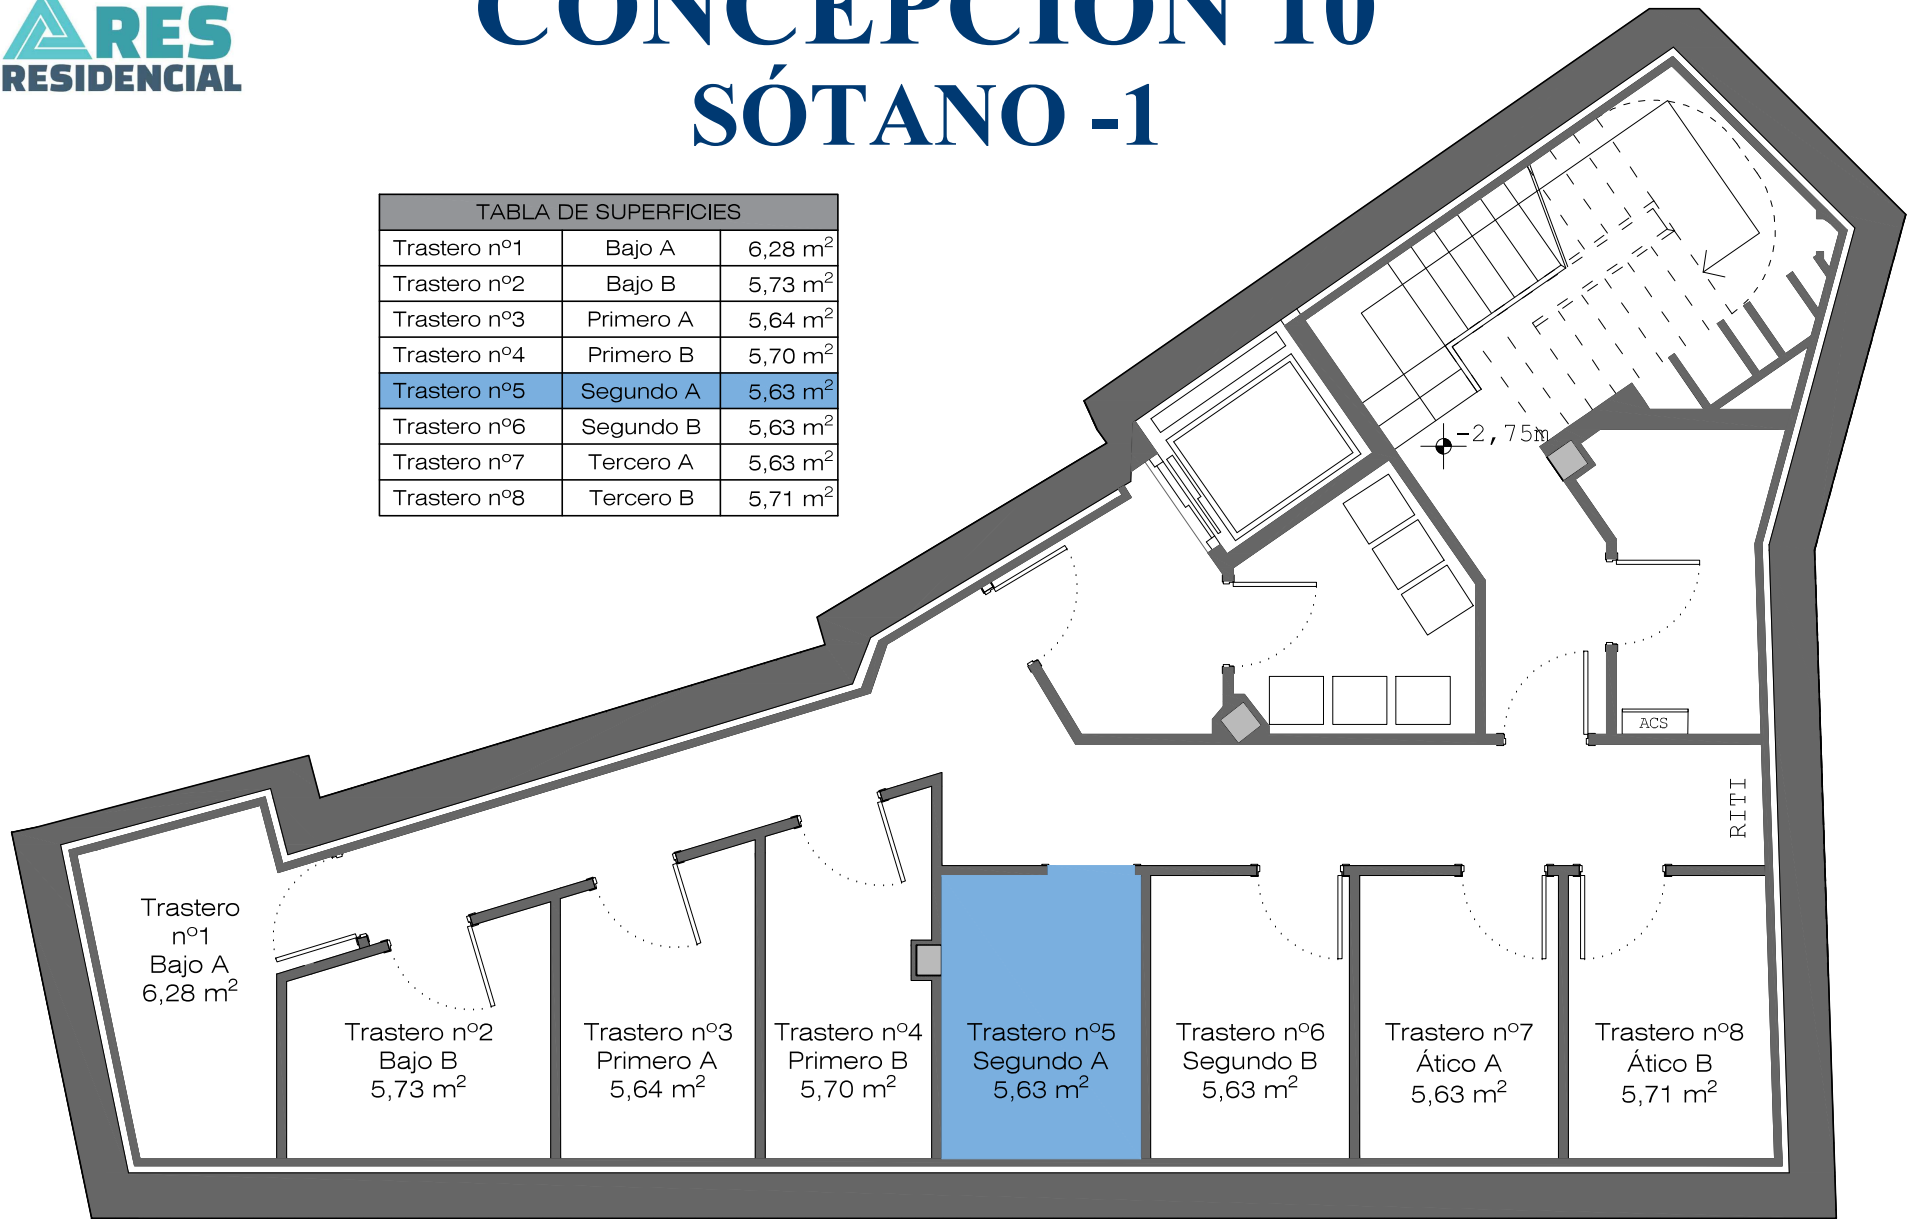 ARES
RESIDENCIAL
CONCEPCIÓN 10
SÓTANO -1
TABLA DE SUPERFICIES
Trastero nº1 Bajo A 6,28 m²
Trastero nº2 Bajo B 5,73 m²
Trastero nº3 Primero A 5,64 m²
Trastero nº4 Primero B 5,70 m²
Trastero nº5 Segundo A 5,63 m²
Trastero nº6 Segundo B 5,63 m²
Trastero nº7 Tercero A 5,63 m²
Trastero nº8 Tercero B 5,71 m²
-2,75m
ACS
RITI
Trastero
nº1
Bajo A
6,28 m²
Trastero nº2
Bajo B
5,73 m²
Trastero nº3
Primero A
5,64 m²
Trastero nº4
Primero B
5,70 m²
Trastero nº5
Segundo A
5,63 m²
Trastero nº6
Segundo B
5,63 m²
Trastero nº7
Ático A
5,63 m²
Trastero nº8
Ático B
5,71 m²